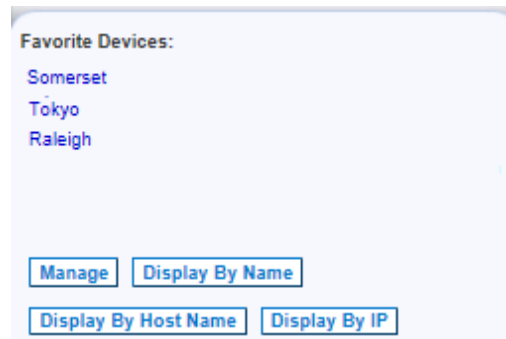 Favorite Devices:
Somerset
Tokyo
Raleigh
Manage Display By Name
Display By Host Name Display By IP